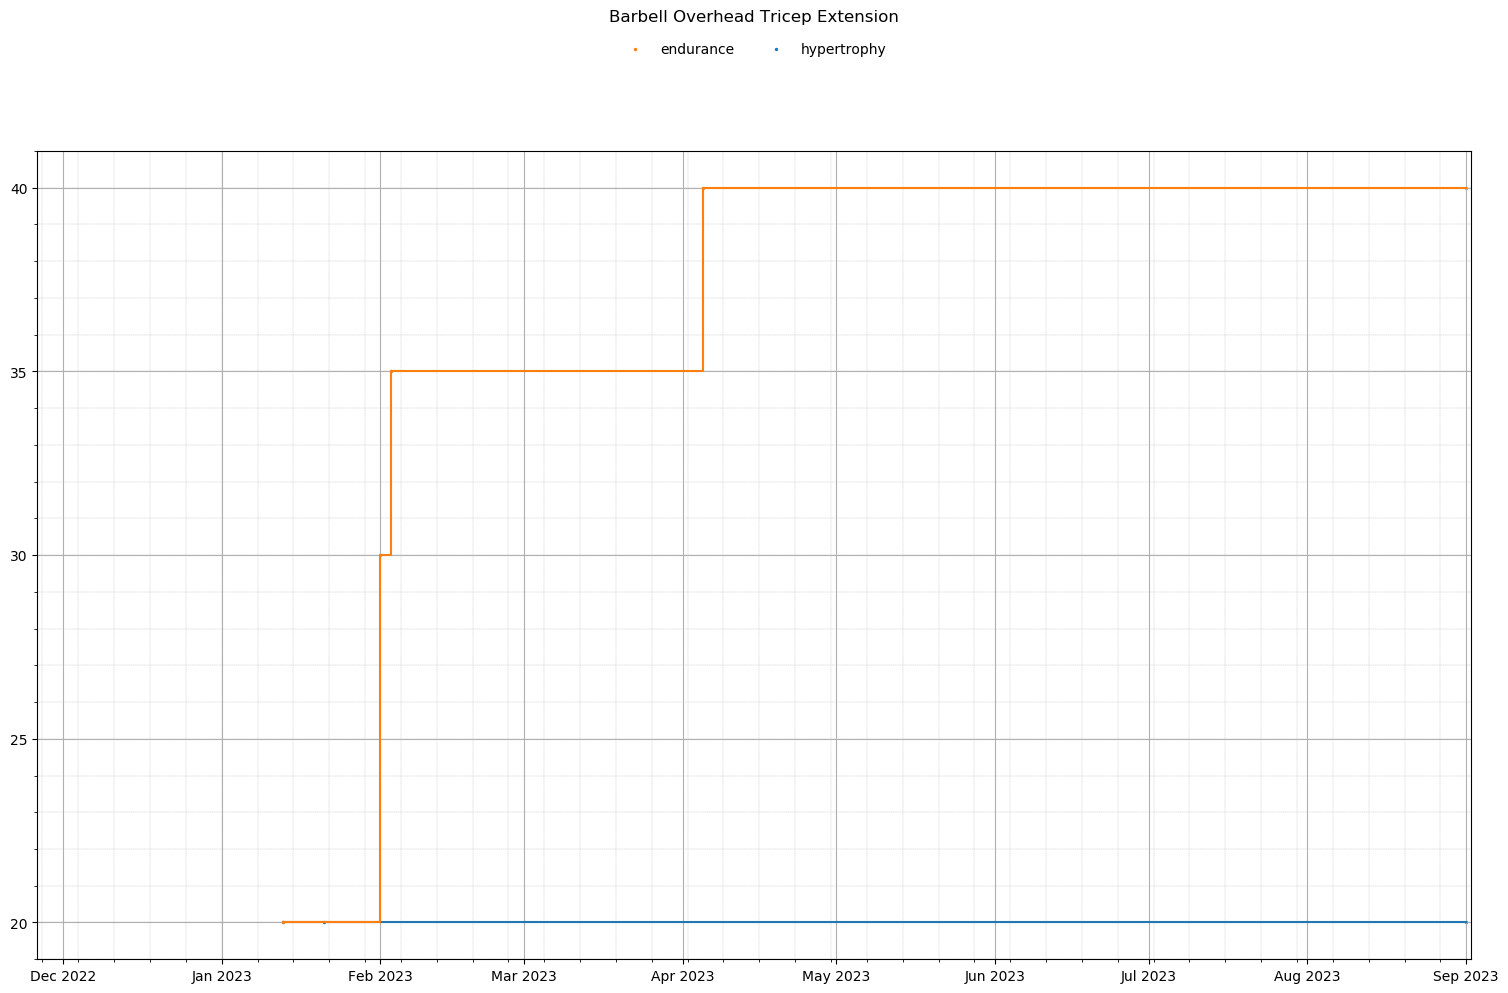 Barbell Overhead Tricep Extension
endurance hypertrophy
40
35
30
25
20
Dec 2022 Jan 2023 Feb 2023 Mar 2023 Apr 2023 May 2023 Jun 2023 Jul 2023 Aug 2023 Sep 2023